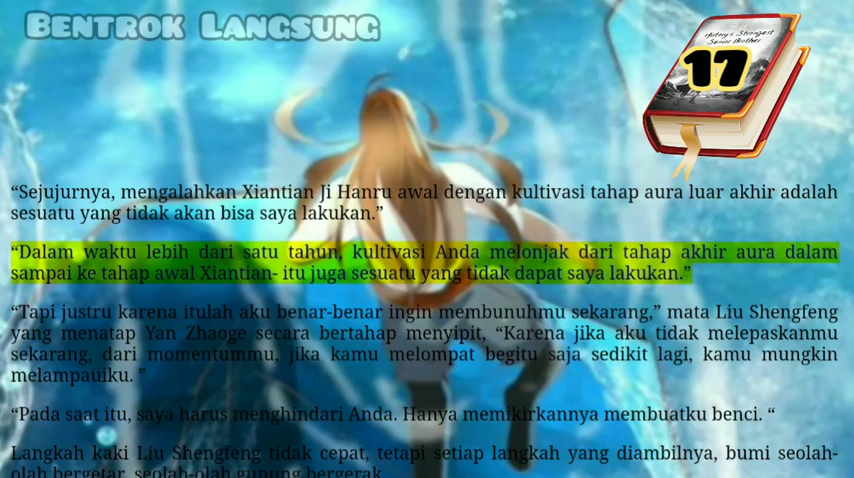 Bentrok Langsung
History's Strongest
Senior Brother
17
“Sejujurnya, mengalahkan Xiantian Ji Hanru awal dengan kultivasi tahap aura luar akhir adalah
sesuatu yang tidak akan bisa saya lakukan.”
“Dalam waktu lebih dari satu tahun, kultivasi Anda melonjak dari tahap akhir aura dalam
sampai ke tahap awal Xiantian- itu juga sesuatu yang tidak dapat saya lakukan.”
“Tapi justru karena itulah aku benar-benar ingin membunuhmu sekarang,” mata Liu Shengfeng
yang menatap Yan Zhaoge secara bertahap menyipit, “Karena jika aku tidak melepaskanmu
sekarang, dari momentummu, jika kamu melompat begitu saja sedikit lagi, kamu mungkin
melampauiku. ”
“Pada saat itu, saya harus menghindari Anda. Hanya memikirkannya membuatku benci. “
Langkah kaki Liu Shengfeng tidak cepat, tetapi setiap langkah yang diambilnya, bumi seolah-
olah bergetar, seolah-olah gunung bergerak.